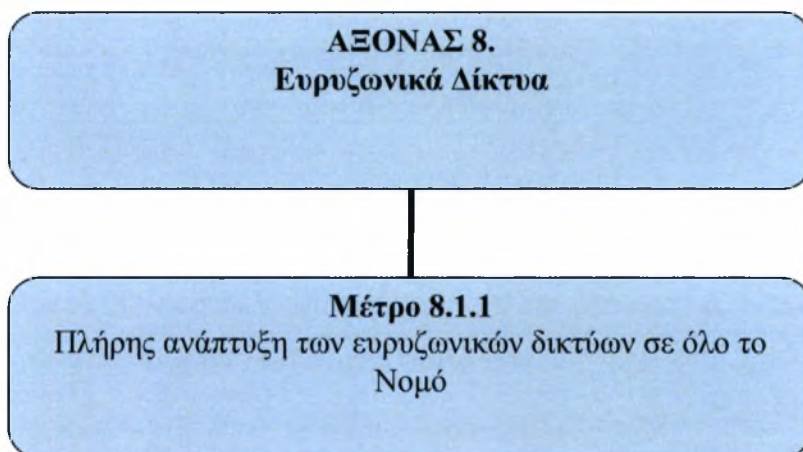 ΑΞΟΝΑΣ 8.
Ευρυζωνικά Δίκτυα
Μέτρο 8.1.1
Πλήρης ανάπτυξη των ευρυζωνικών δικτύων σε όλο το
Νομό